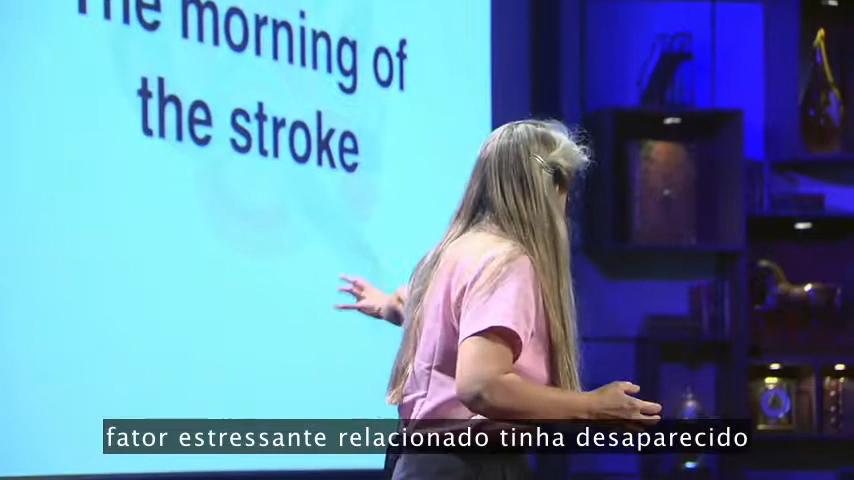 The morning of
the stroke
fator estressante relacionado tinha desaparecido